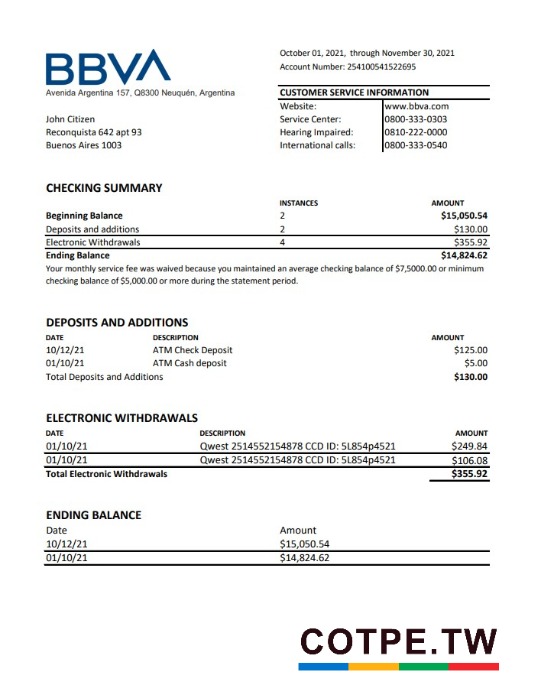 BBVA
Avenida Argentina 157, Q8300 Neuquén, Argentina
October 01, 2021, through November 30, 2021
Account Number: 254100541522695
CUSTOMER SERVICE INFORMATION
Website: www.bbva.com
Service Center: 0800-333-0303
Hearing Impaired: 0810-222-0000
International calls: 0800-333-0540
John Citizen
Reconquista 642 apt 93
Buenos Aires 1003
CHECKING SUMMARY
INSTANCES AMOUNT
Beginning Balance 2 $15,050.54
Deposits and additions 2 $130.00
Electronic Withdrawals 4 $355.92
Ending Balance $14,824.62
Your monthly service fee was waived because you maintained an average checking balance of $7,5000.00 or minimum
checking balance of $5,000.00 or more during the statement period.
DEPOSITS AND ADDITIONS
DATE DESCRIPTION AMOUNT
10/12/21 ATM Check Deposit $125.00
01/10/21 ATM Cash deposit $5.00
Total Deposits and Additions $130.00
ELECTRONIC WITHDRAWALS
DATE DESCRIPTION AMOUNT
01/10/21 Qwest 2514552154878 CCD ID: 5L854p4521 $249.84
01/10/21 Qwest 2514552154878 CCD ID: 5L854p4521 $106.08
Total Electronic Withdrawals $355.92
ENDING BALANCE
Date Amount
10/12/21 $15,050.54
01/10/21 $14,824.62
COTPE.TW